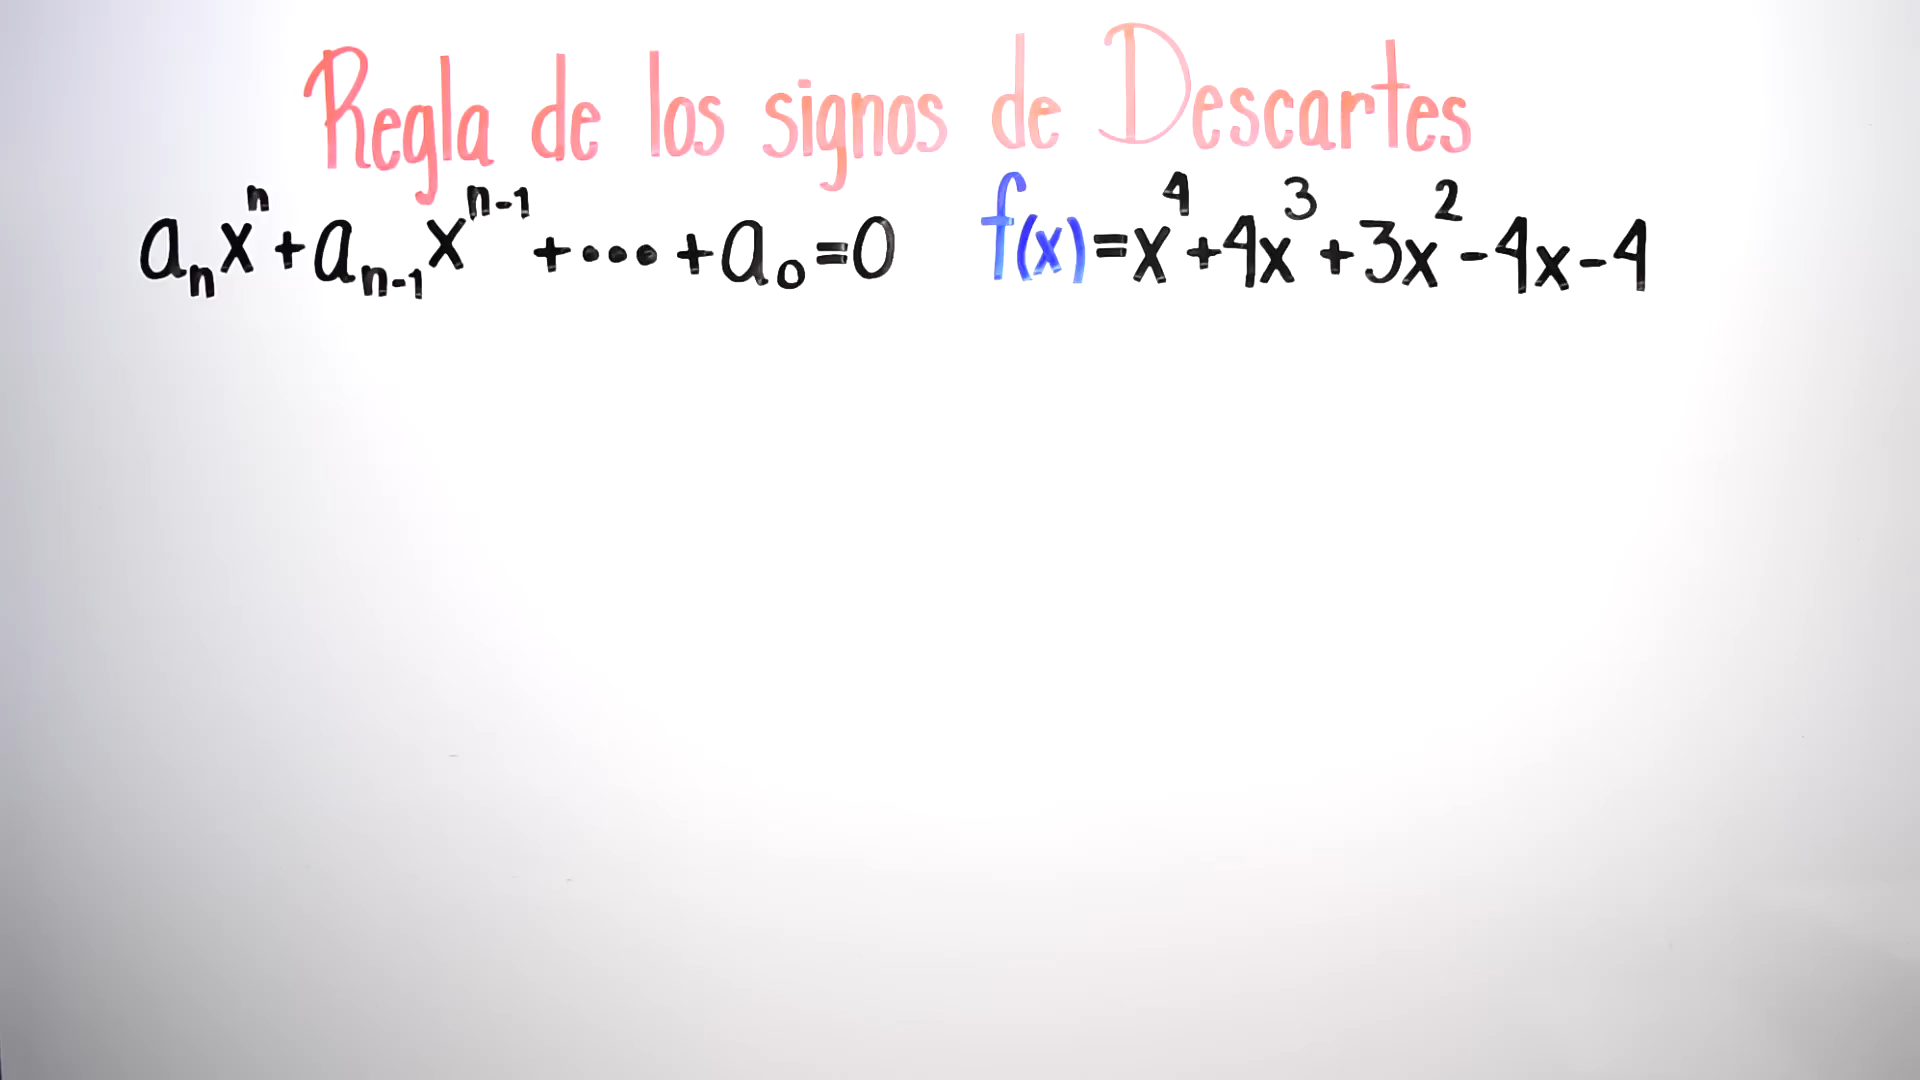 Regla de los signos de Descartes
aₙxⁿ+aₙ₋₁xⁿ⁻¹+•••+a₀=0 f(x)=x⁴+4x³+3x²-4x-4